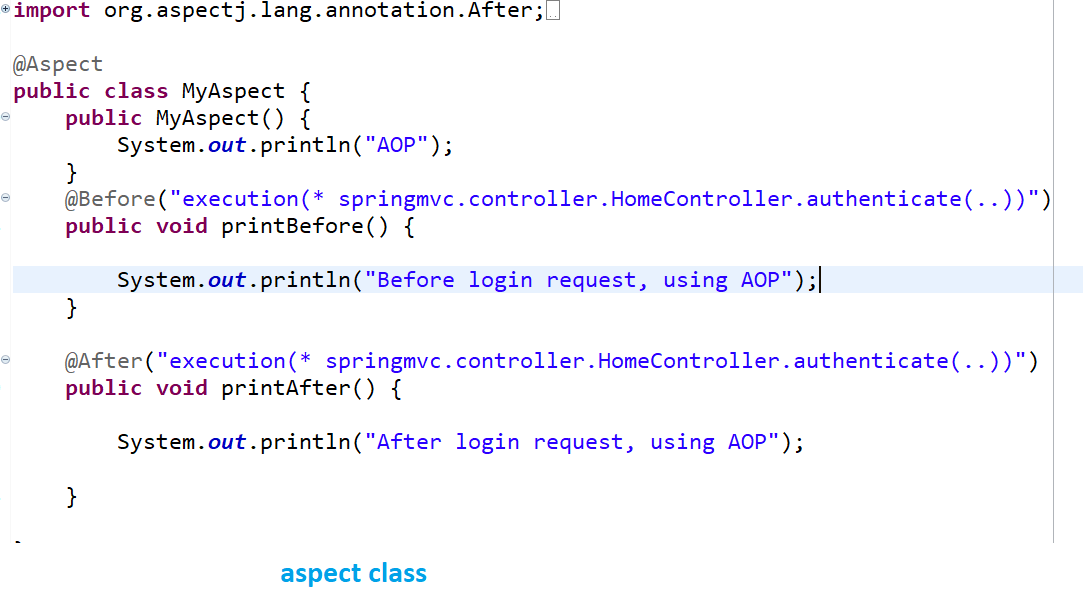 import org.aspectj.lang.annotation.After;
@Aspect
public class MyAspect {
public MyAspect() {
System.out.println("AOP");
}
@Before("execution(* springmvc.controller.HomeController.authenticate(..))")
public void printBefore() {
System.out.println("Before login request, using AOP");
}
@After("execution(* springmvc.controller.HomeController.authenticate(..))")
public void printAfter() {
System.out.println("After login request, using AOP");
}
aspect class